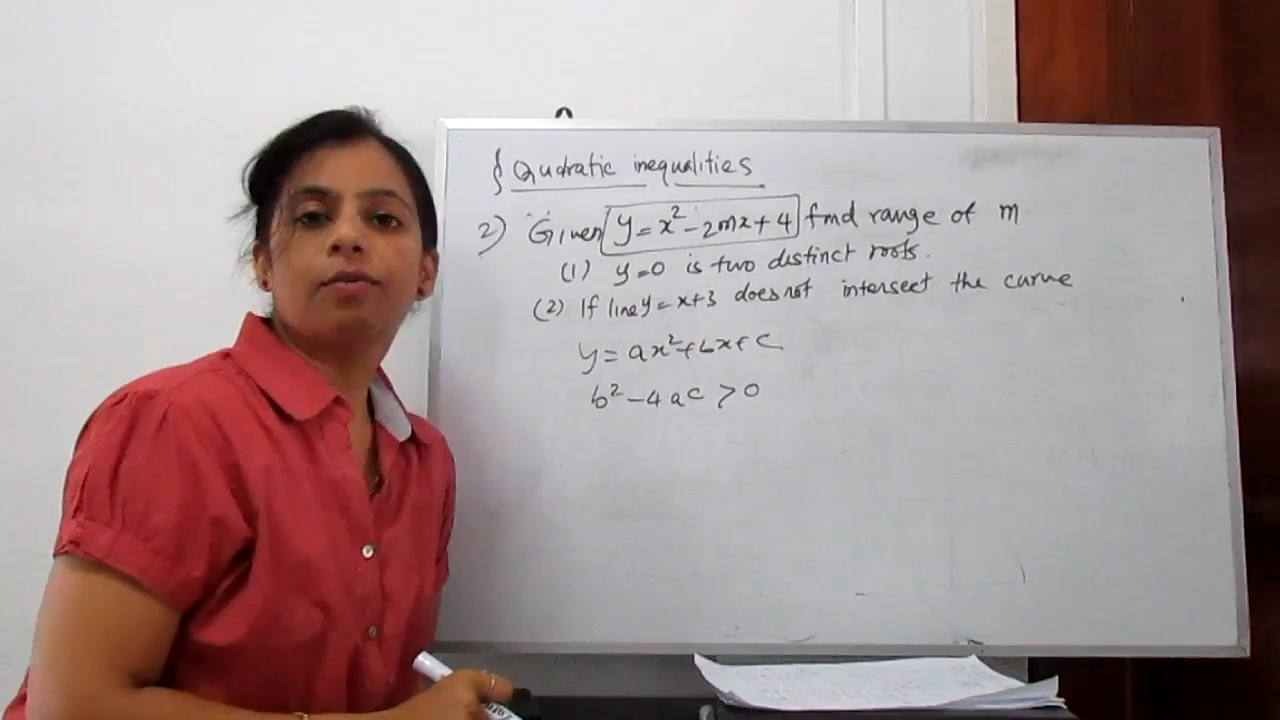 § Qudratic inequalities
2) Given y = x² - 2mx + 4 find range of m
(1) y=0 is two distinct roots.
(2) If line y = x+3 does not intersect the curve
y = ax²+bx+c
b² - 4ac > 0